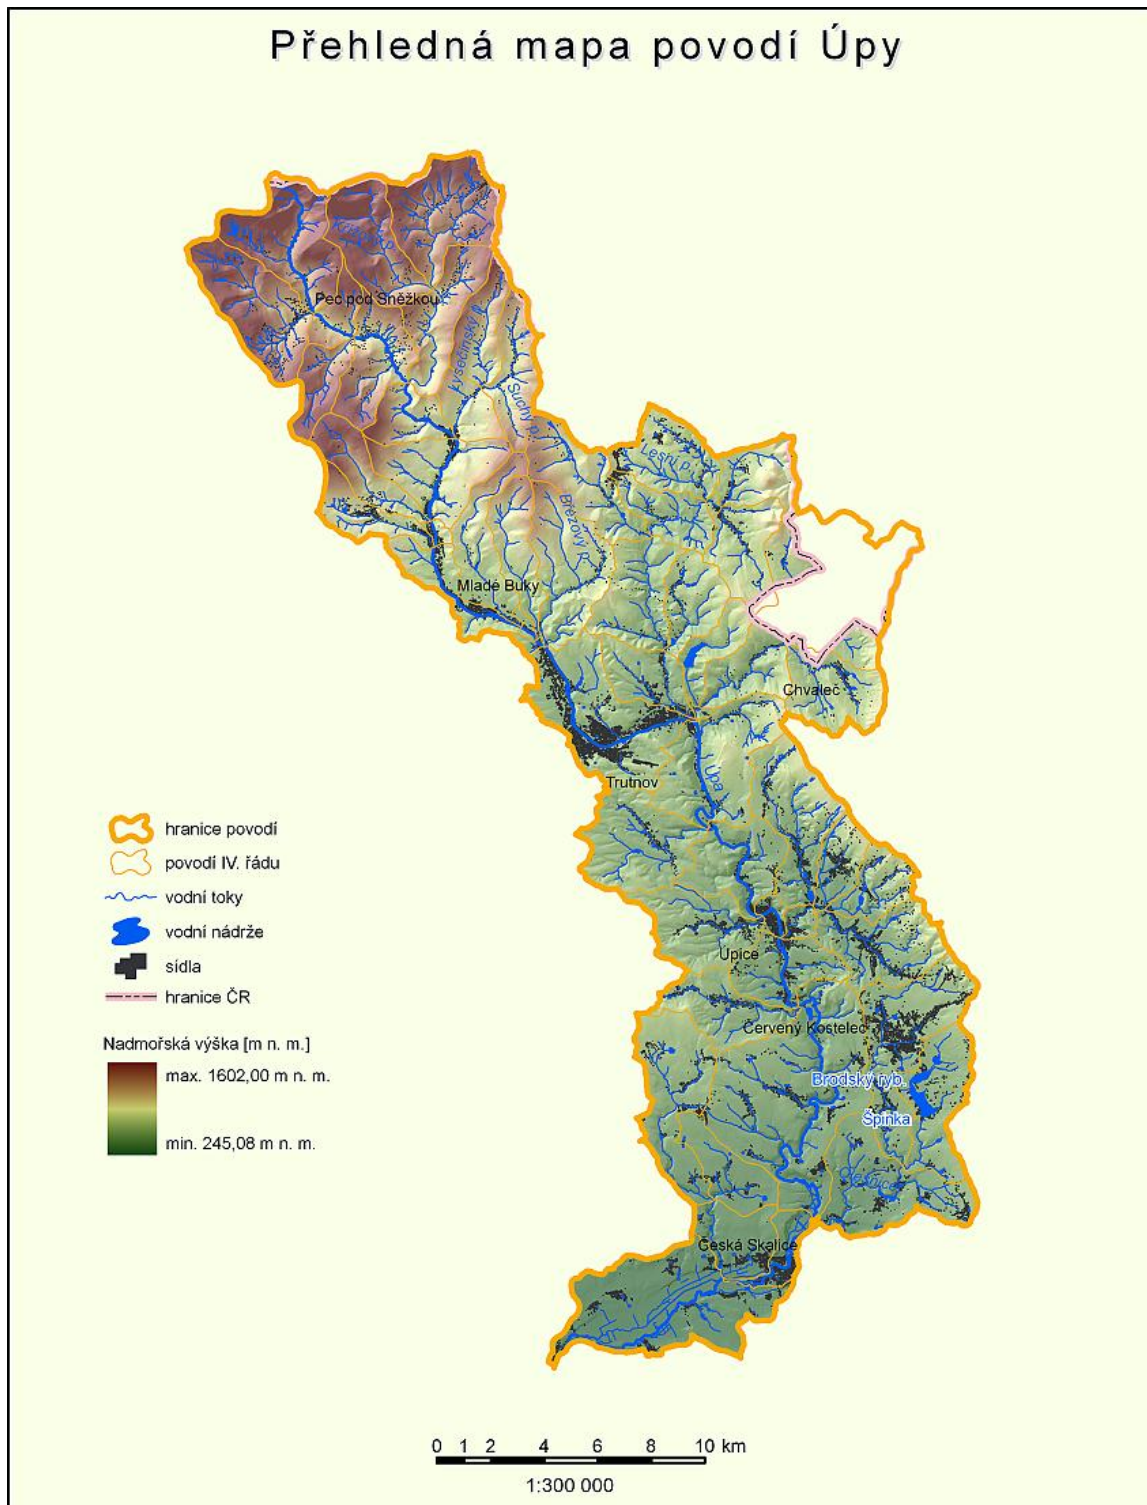 Přehledná mapa povodí Úpy
Pec pod Sněžkou
Lysečinský p.
Suchý p.
Lesní p.
Březový p.
Mladé Buky
Chvaleč
Trutnov
Úpa
Úpice
Červený Kostelec
Brodský ryb.
Špinka
Olešnice
Česká Skalice
hranice povodí
povodí IV. řádu
vodní toky
vodní nádrže
sídla
hranice ČR
Nadmořská výška [m n. m.]
max. 1602,00 m n. m.
min. 245,08 m n. m.
0 1 2 4 6 8 10 km
1:300 000